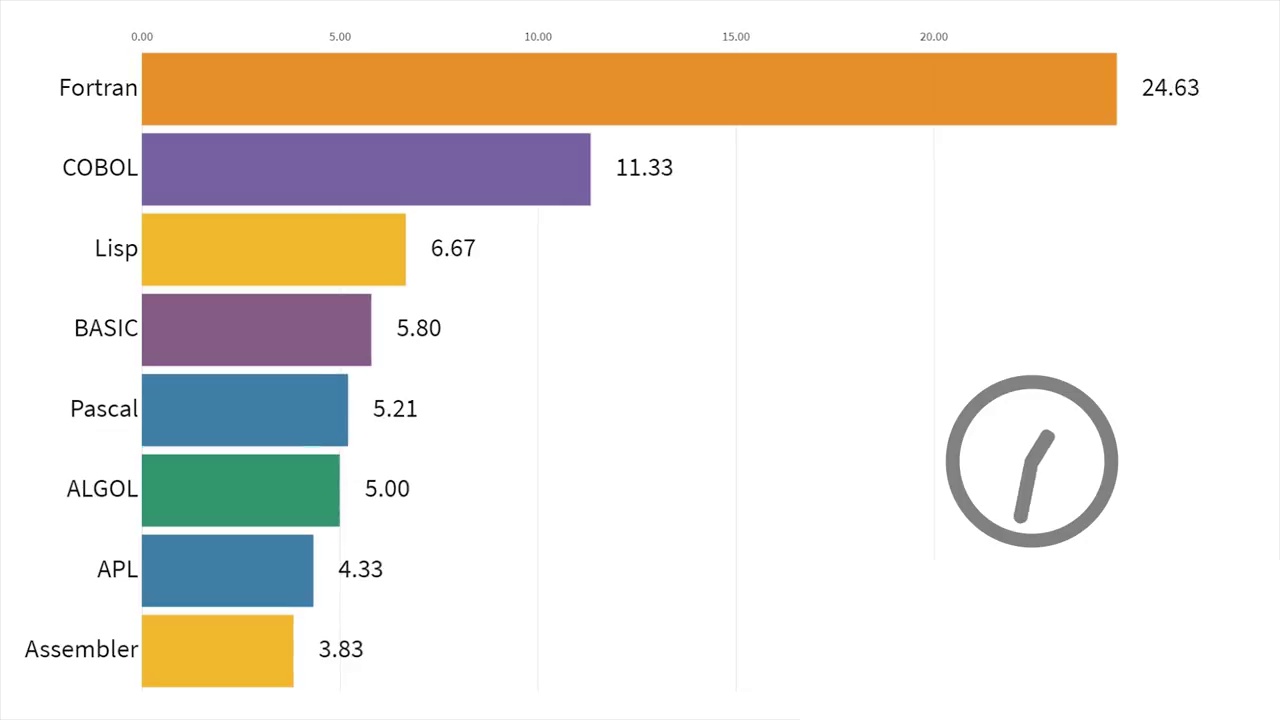 0.00 5.00 10.00 15.00 20.00
Fortran 24.63
COBOL 11.33
Lisp 6.67
BASIC 5.80
Pascal 5.21
ALGOL 5.00
APL 4.33
Assembler 3.83